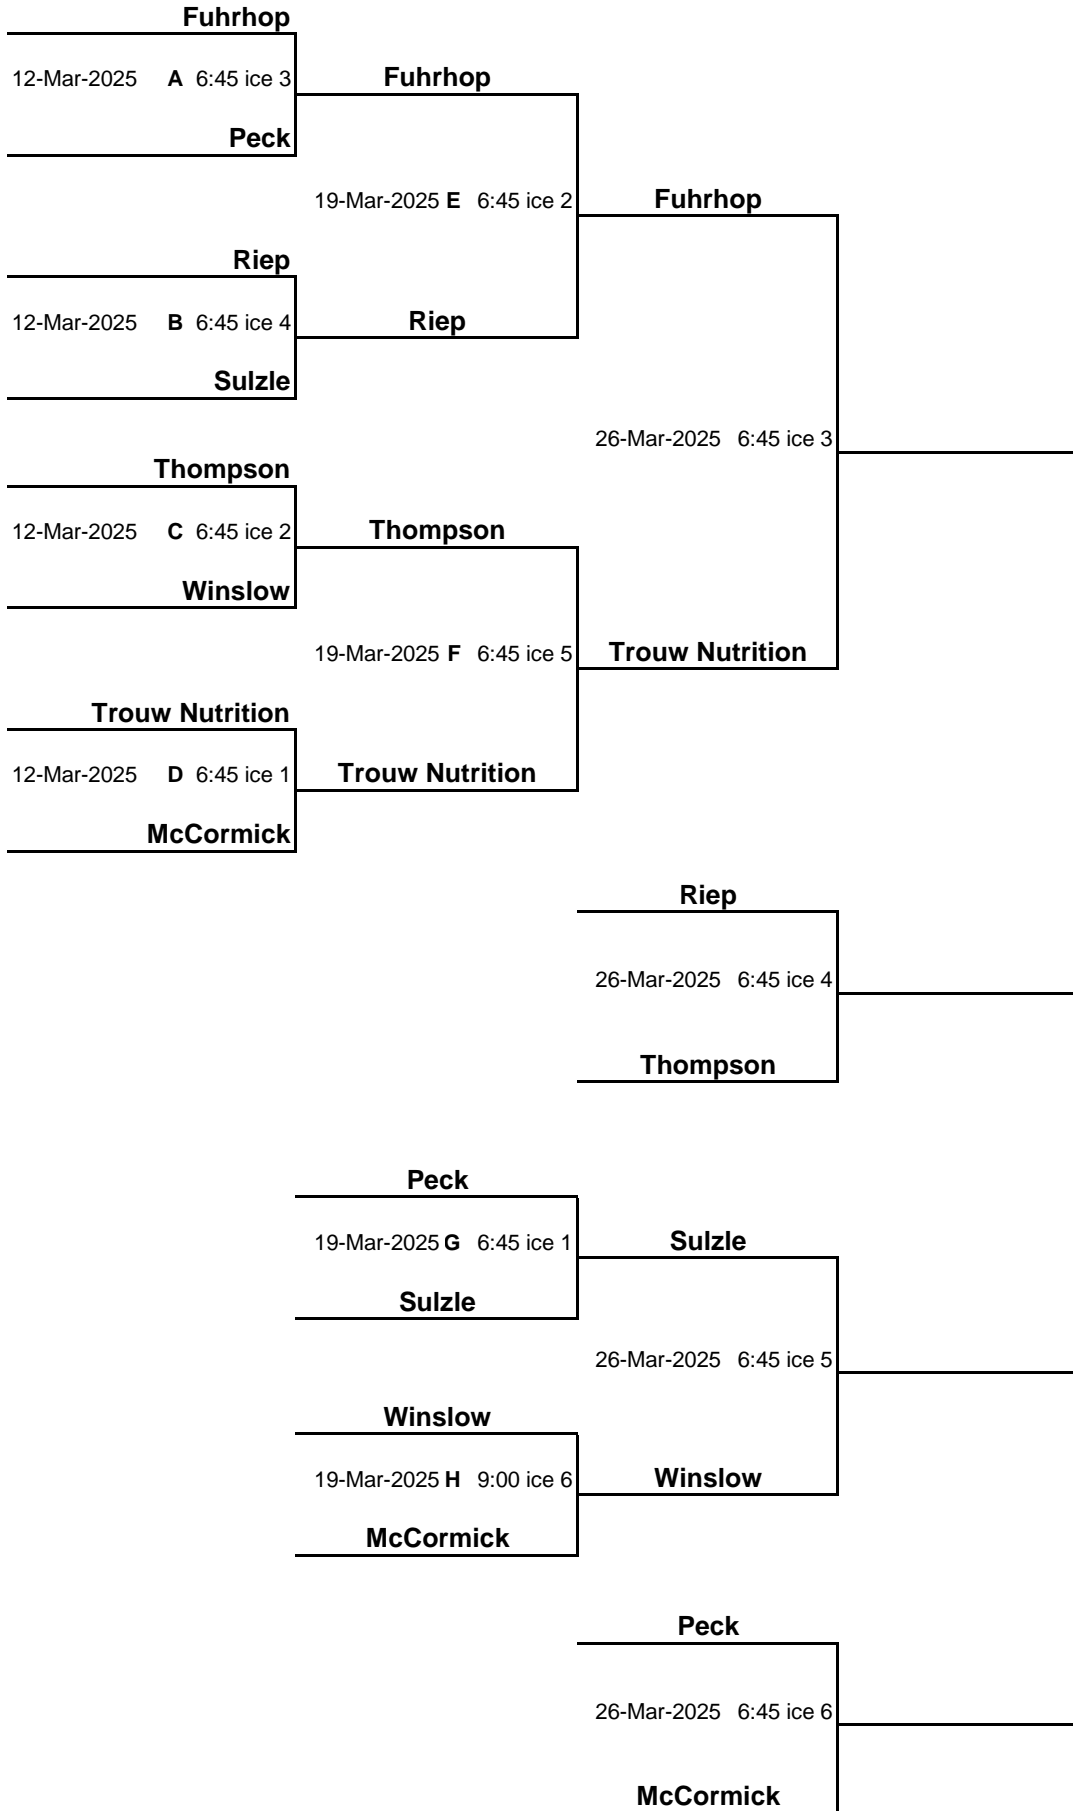 Fuhrhop
12-Mar-2025 A 6:45 ice 3
Fuhrhop
Peck
19-Mar-2025 E 6:45 ice 2
Fuhrhop
Riep
12-Mar-2025 B 6:45 ice 4
Riep
Sulzle
26-Mar-2025 6:45 ice 3
Thompson
12-Mar-2025 C 6:45 ice 2
Thompson
Winslow
19-Mar-2025 F 6:45 ice 5
Trouw Nutrition
Trouw Nutrition
12-Mar-2025 D 6:45 ice 1
Trouw Nutrition
McCormick
Riep
26-Mar-2025 6:45 ice 4
Thompson
Peck
19-Mar-2025 G 6:45 ice 1
Sulzle
Sulzle
26-Mar-2025 6:45 ice 5
Winslow
19-Mar-2025 H 9:00 ice 6
Winslow
McCormick
Peck
26-Mar-2025 6:45 ice 6
McCormick